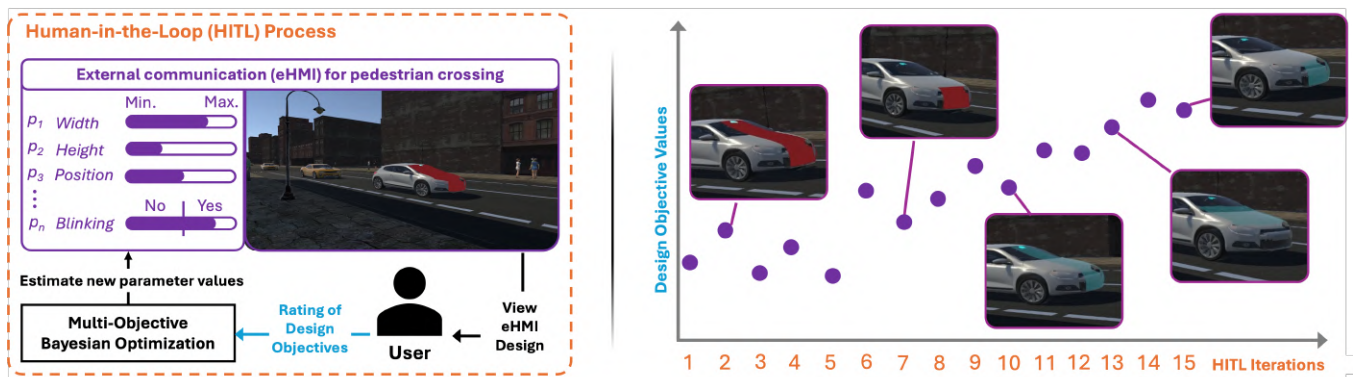 Human-in-the-Loop (HITL) Process
External communication (eHMI) for pedestrian crossing
Min. Max.
p1 Width
p2 Height
p3 Position
⋮
No Yes
pn Blinking
Estimate new parameter values
Multi-Objective
Bayesian Optimization
Rating of
Design
Objectives
User
View
eHMI
Design
Design Objective Values
1 2 3 4 5 6 7 8 9 10 11 12 13 14 15 HITL Iterations